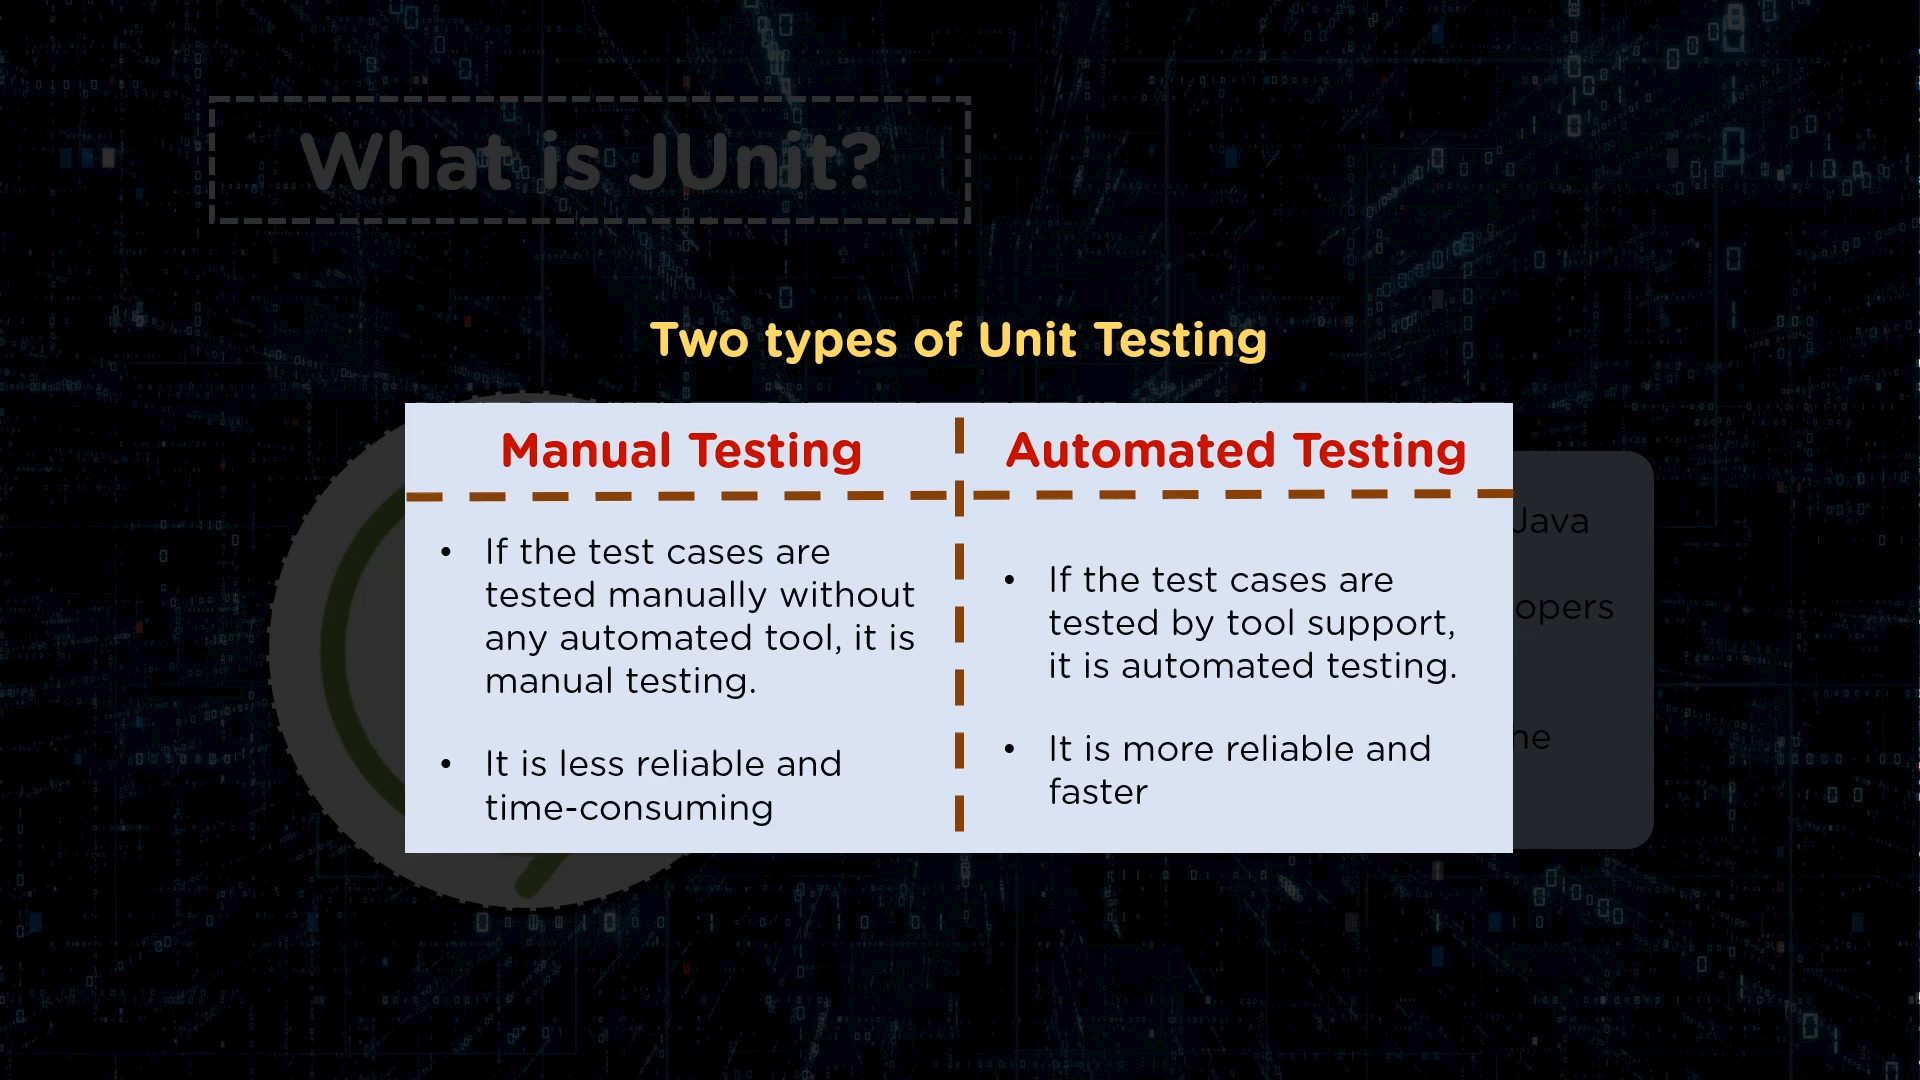 What is JUnit?
Two types of Unit Testing
Manual Testing
• If the test cases are
tested manually without
any automated tool, it is
manual testing.
• It is less reliable and
time-consuming
Automated Testing
• If the test cases are
tested by tool support,
it is automated testing.
• It is more reliable and
faster
Java